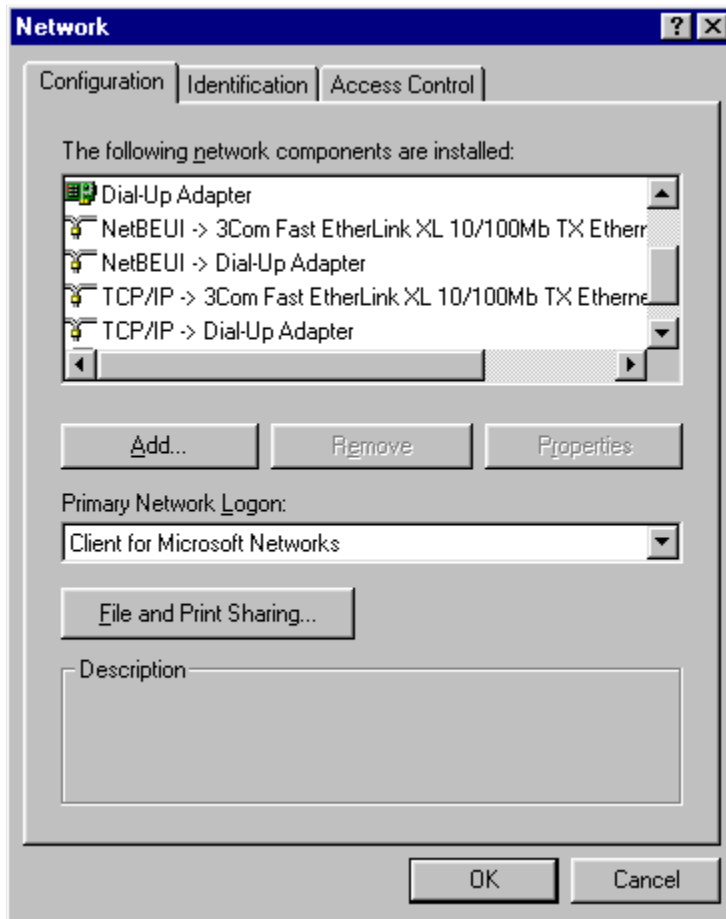 Network
Configuration Identification Access Control
The following network components are installed:
Dial-Up Adapter
NetBEUI -> 3Com Fast EtherLink XL 10/100Mb TX Ethern
NetBEUI -> Dial-Up Adapter
TCP/IP -> 3Com Fast EtherLink XL 10/100Mb TX Etherne
TCP/IP -> Dial-Up Adapter
Add... Remove Properties
Primary Network Logon:
Client for Microsoft Networks
File and Print Sharing...
Description
OK Cancel